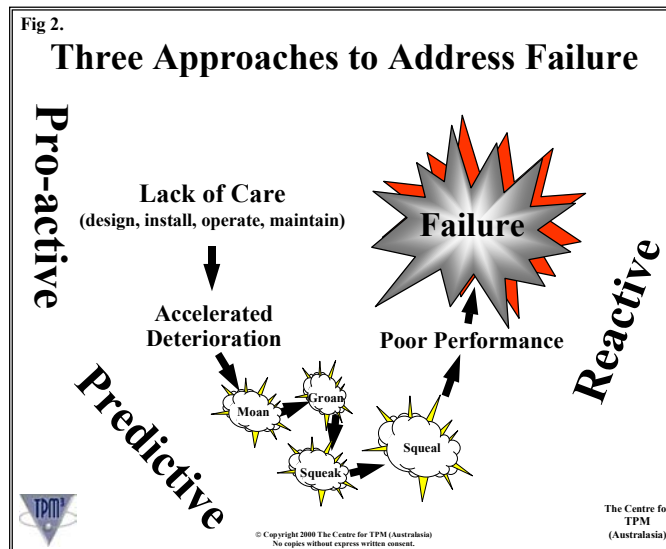 Fig 2.
Three Approaches to Address Failure
Pro-active
Lack of Care
(design, install, operate, maintain)
Failure
Accelerated
Deterioration
Poor Performance
Reactive
Predictive
Moan
Groan
Squeak
Squeal
TPM³
© Copyright 2000 The Centre for TPM (Australasia)
No copies without express written consent.
The Centre for
TPM
(Australasia)